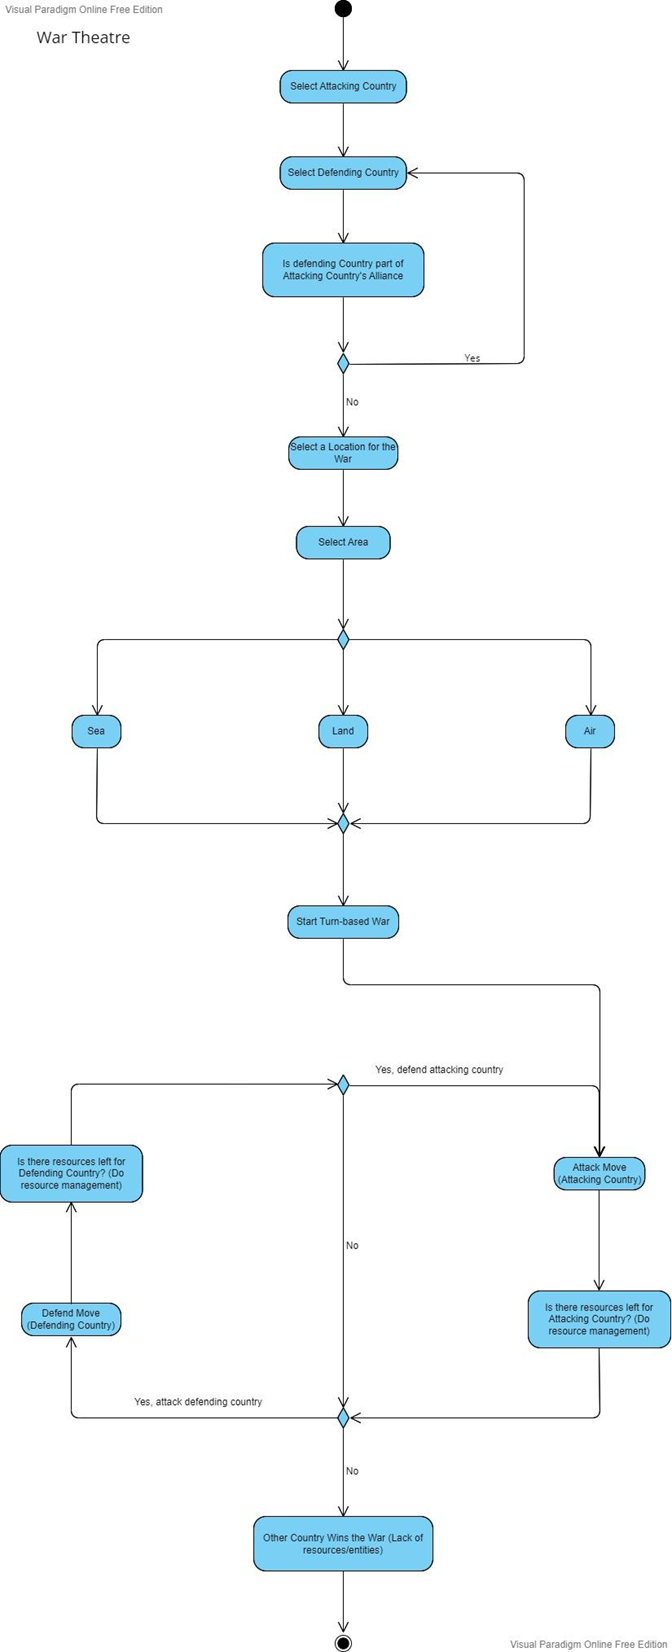 Visual Paradigm Online Free Edition
War Theatre
Select Attacking Country
Select Defending Country
Is defending Country part of
Attacking Country's Alliance
Yes
No
Select a Location for the
War
Select Area
Sea
Land
Air
Start Turn-based War
Yes, defend attacking country
Is there resources left for
Defending Country? (Do
resource management)
Attack Move
(Attacking Country)
No
Defend Move
(Defending Country)
Is there resources left for
Attacking Country? (Do
resource management)
Yes, attack defending country
No
Other Country Wins the War (Lack of
resources/entities)
Visual Paradigm Online Free Edition